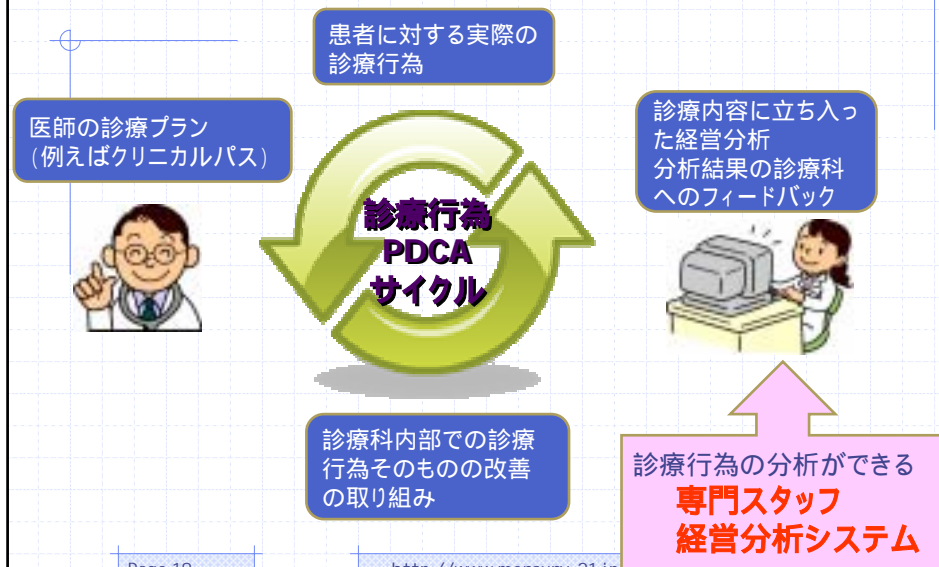 患者に対する実際の
診療行為
医師の診療プラン
(例えばクリニカルパス)
診療内容に立ち入っ
た経営分析
分析結果の診療科
へのフィードバック
診療行為
PDCA
サイクル
診療科内部での診療
行為そのものの改善
の取り組み
診療行為の分析ができる
専門スタッフ
経営分析システム